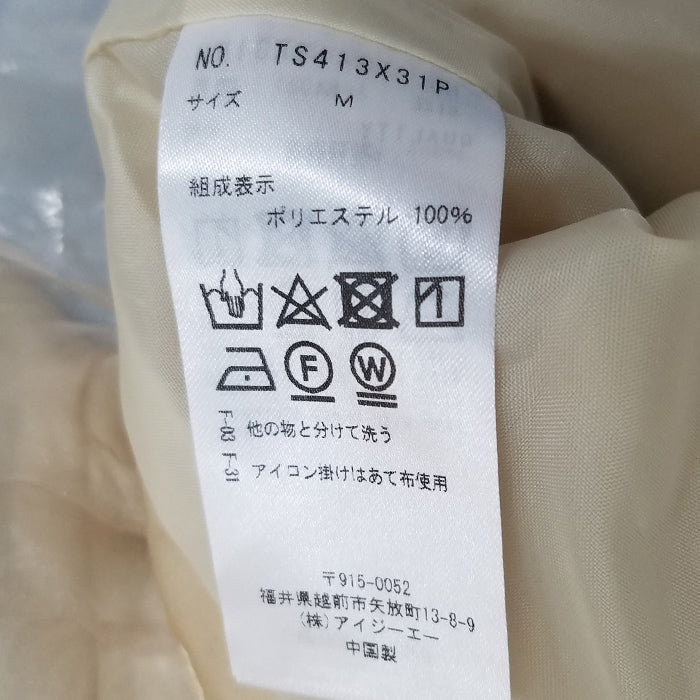 NO. TS413X31P
サイズ M
組成表示
ポリエステル 100%
F
W
F-03 他の物と分けて洗う
F-31 アイロン掛けはあて布使用
〒915-0052
福井県越前市矢放町13-8-9
(株)アイジーエー
中国製